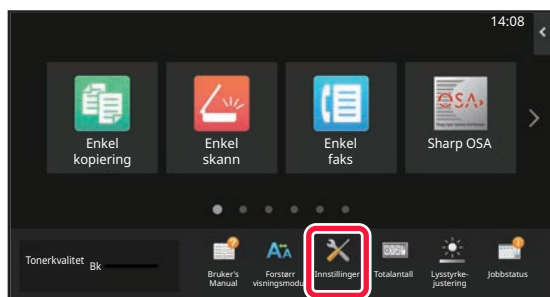 14:08
Enkel
kopiering
Enkel
skann
Enkel
faks
OSA
Sharp OSA
Tonerkvalitet Bk
Bruker's
Manual
Forstørr
visningsmodu
Innstillinger
Totalantall
Lysstyrke-
justering
Jobbstatus